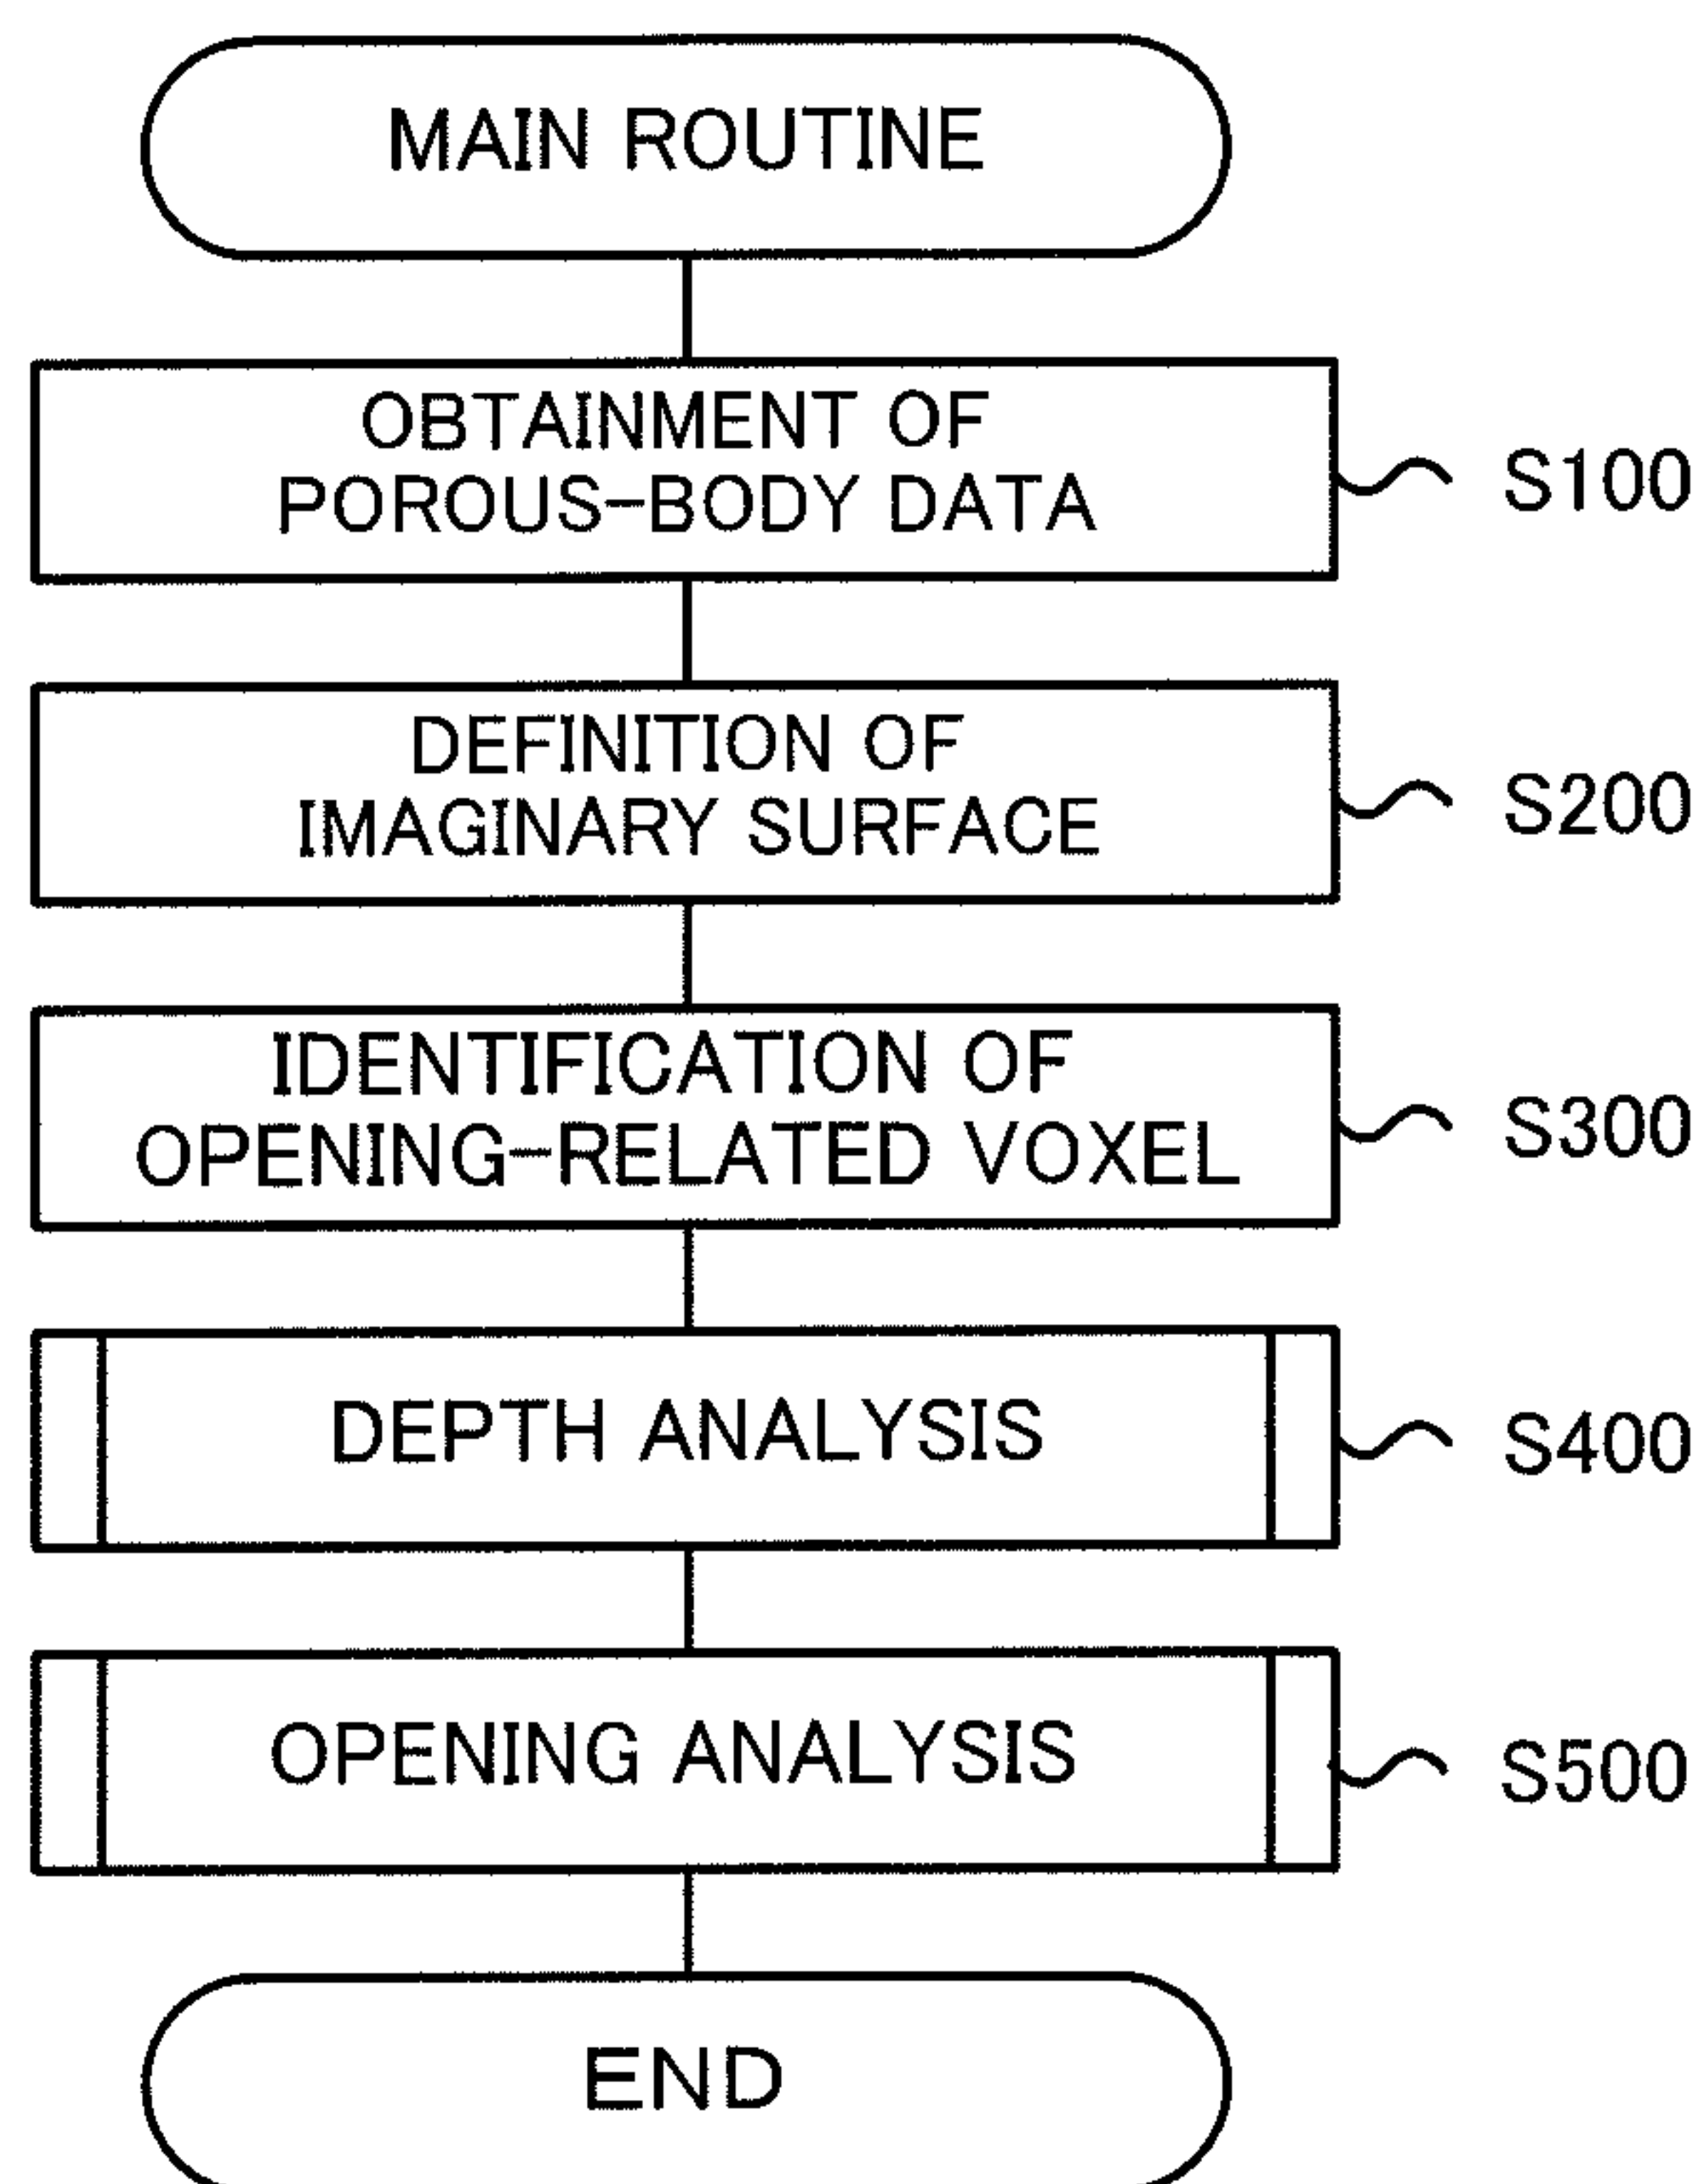 MAIN ROUTINE
OBTAINMENT OF
POROUS-BODY DATA
S100
DEFINITION OF
IMAGINARY SURFACE
S200
IDENTIFICATION OF
OPENING-RELATED VOXEL
S300
DEPTH ANALYSIS
S400
OPENING ANALYSIS
S500
END